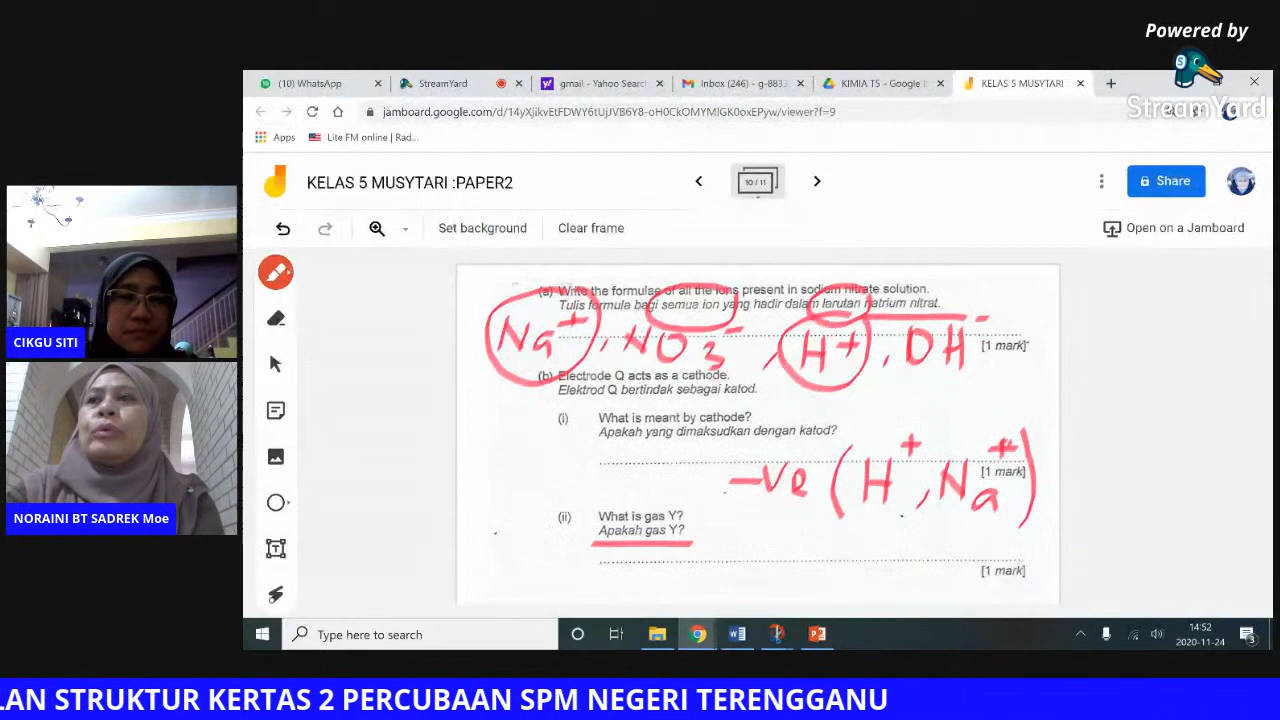 Powered by
StreamYard
(10) WhatsApp
StreamYard
gmail - Yahoo Searc
Inbox (246) - g-8833
KIMIA T5 - Google
KELAS 5 MUSYTARI
jamboard.google.com/d/14yXjikvEtFDWY6tUjJVB6Y8-oH0CkOMYMlGK0oxEPyw/viewer?f=9
Apps
Lite FM online | Rad...
KELAS 5 MUSYTARI :PAPER2
10 / 11
Share
Set background
Clear frame
Open on a Jamboard
(a) Write the formulae of all the ions present in sodium nitrate solution.
Tulis formula bagi semua ion yang hadir dalam larutan natrium nitrat.
Na+, NO3-, H+, OH-
[1 mark]
(b) Electrode Q acts as a cathode.
Elektrod Q bertindak sebagai katod.
(i) What is meant by cathode?
Apakah yang dimaksudkan dengan katod?
-ve (H+, Na+)
[1 mark]
(ii) What is gas Y?
Apakah gas Y?
[1 mark]
CIKGU SITI
NORAINI BT SADREK Moe
Type here to search
14:52
2020-11-24
3
LAN STRUKTUR KERTAS 2 PERCUBAAN SPM NEGERI TERENGGANU